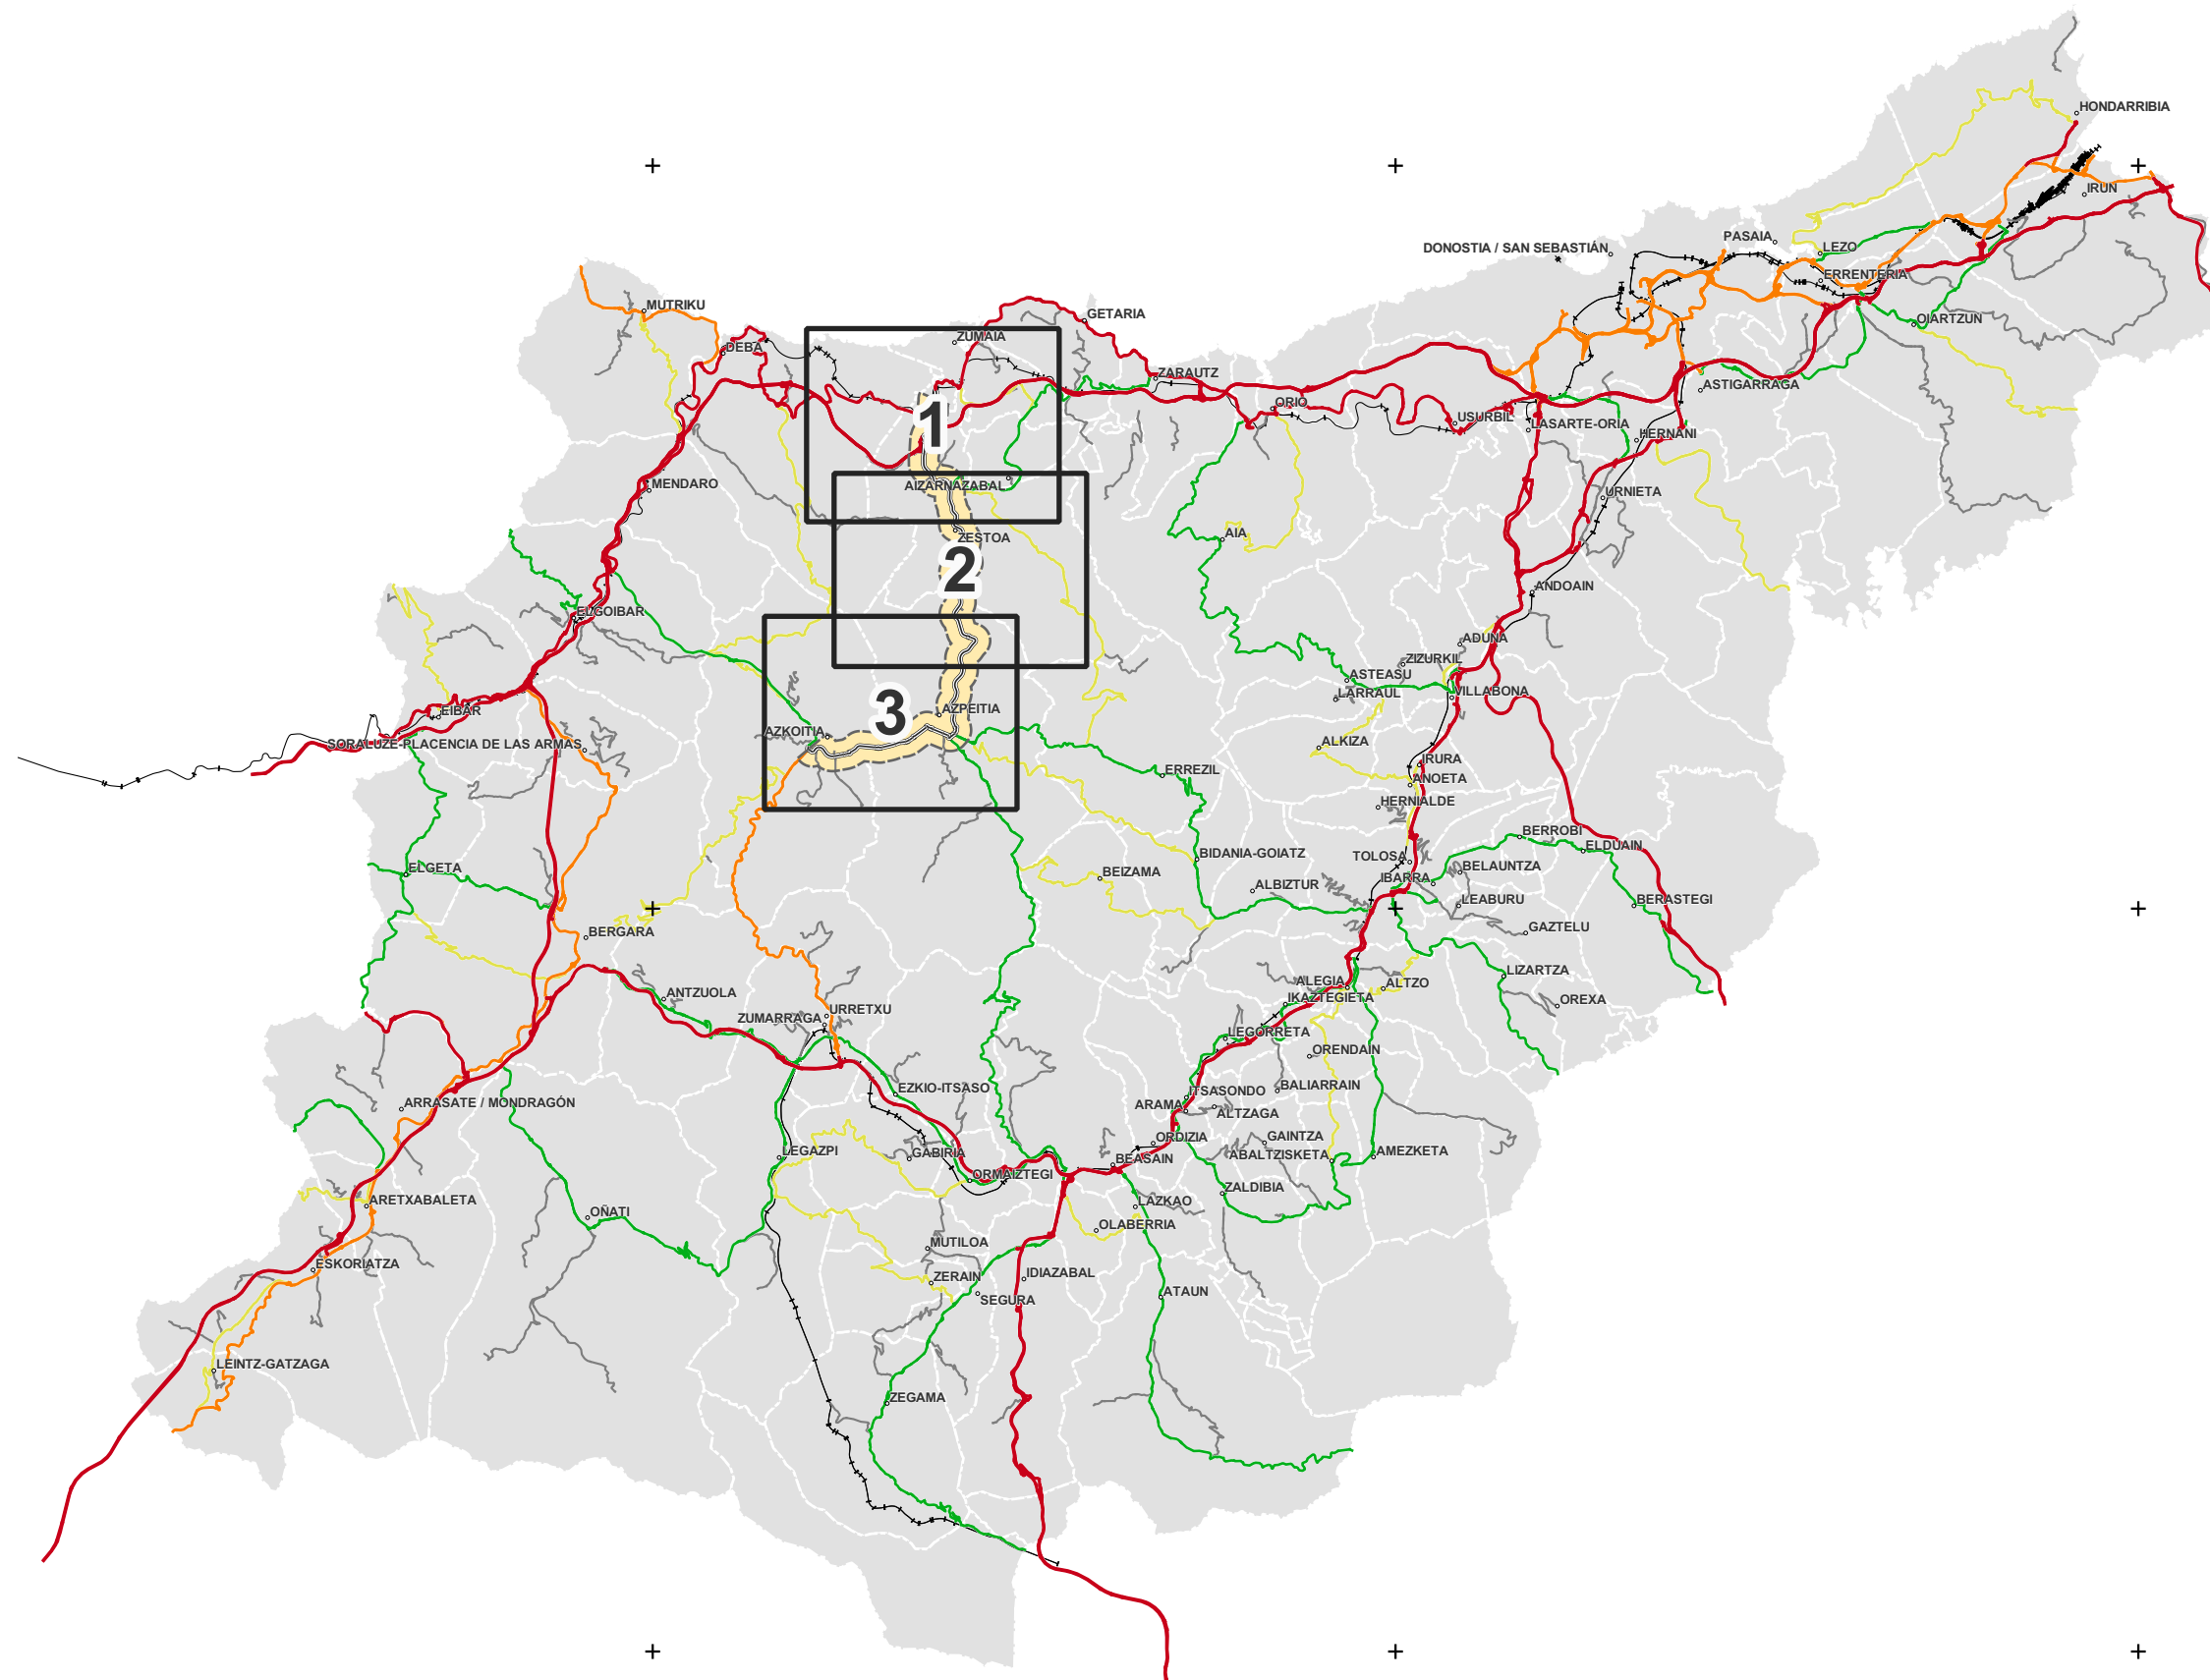 HONDARRIBIA
IRUN
PASAIA
DONOSTIA / SAN SEBASTIÁN
LEZO
ERRENTERIA
MUTRIKU
GETARIA
OIARTZUN
ZUMAIA
DEBA
ZARAUTZ
ASTIGARRAGA
ORIO
1
USURBIL
LASARTE-ORIA
HERNANI
MENDARO
AIZARNAZABAL
URNIETA
AIA
ZESTOA
2
ANDOAIN
ELGOIBAR
ADUNA
ZIZURKIL
ASTEASU
LARRAUL
VILLABONA
EIBAR
3
AZPEITIA
AZKOITIA
SORALUZE-PLACENCIA DE LAS ARMAS
ALKIZA
IRURA
ERREZIL
ANOETA
HERNIALDE
BERROBI
ELDUAIN
BIDANIA-GOIATZ
TOLOSA
BELAUNTZA
ELGETA
BEIZAMA
IBARRA
ALBIZTUR
LEABURU
BERASTEGI
GAZTELU
BERGARA
LIZARTZA
ALEGIA
ALTZO
ANTZUOLA
IKAZTEGIETA
OREXA
URRETXU
ZUMARRAGA
LEGORRETA
ORENDAIN
EZKIO-ITSASO
ITSASONDO
BALIARRAIN
ARRASATE / MONDRAGÓN
ARAMA
ALTZAGA
ORDIZIA
GAINTZA
LEGAZPI
GABIRIA
ABALTZISKETA
AMEZKETA
BEASAIN
ORMAIZTEGI
ZALDIBIA
ARETXABALETA
LAZKAO
OÑATI
OLABERRIA
MUTILOA
ESKORIATZA
IDIAZABAL
ZERAIN
ATAUN
SEGURA
LEINTZ-GATZAGA
ZEGAMA